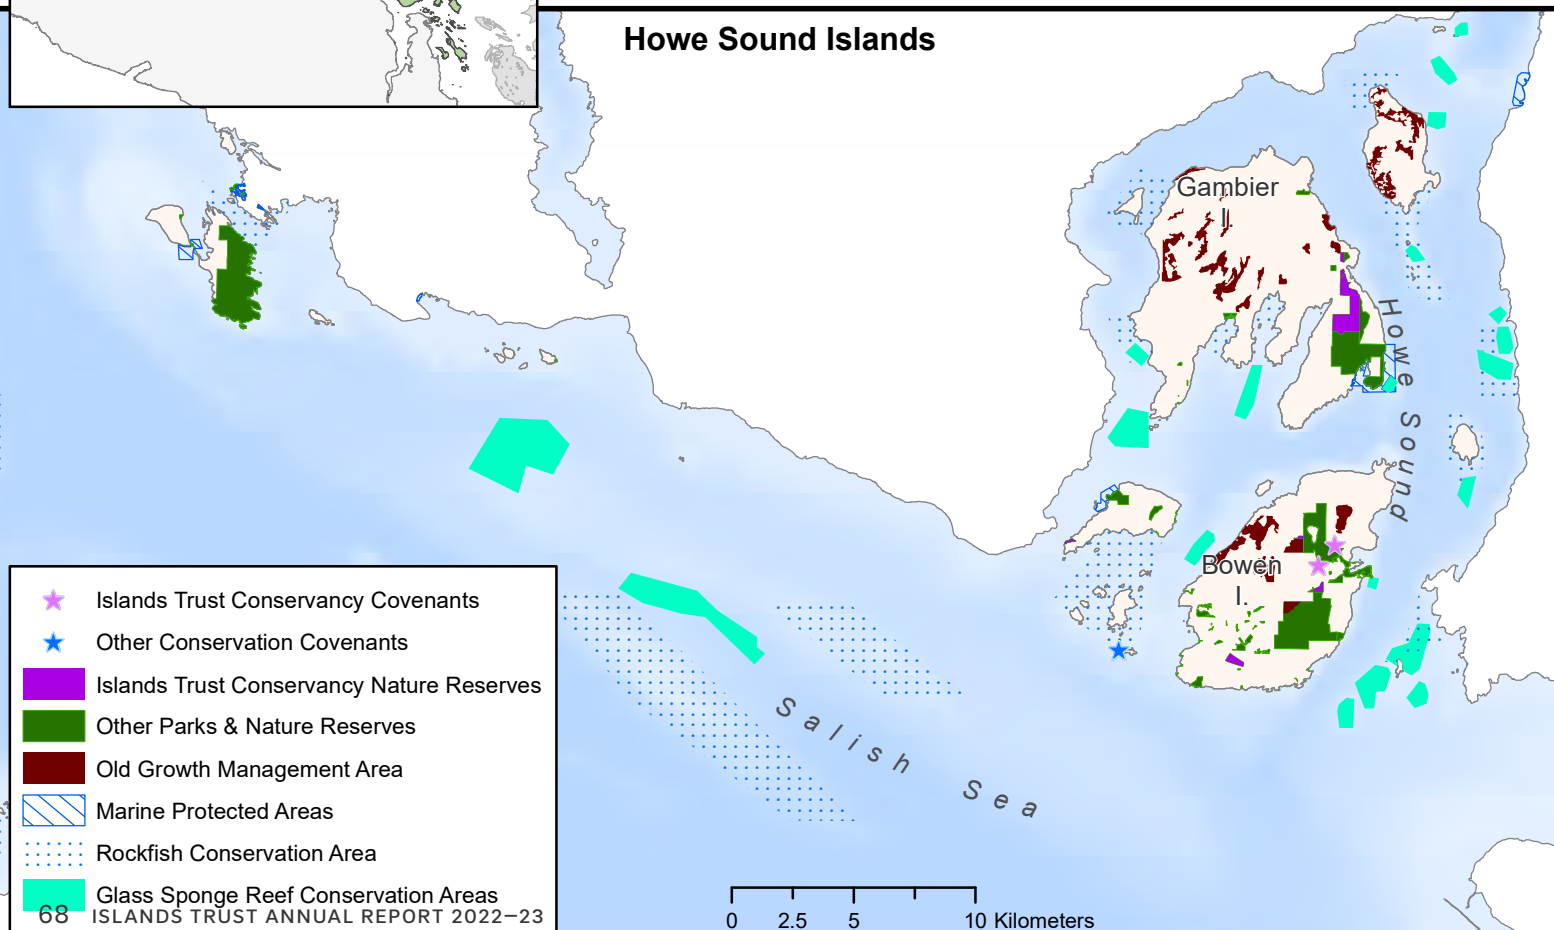 Howe Sound Islands
Gambier
I.
Howe Sound
Bowen
I.
Salish Sea
Islands Trust Conservancy Covenants
Other Conservation Covenants
Islands Trust Conservancy Nature Reserves
Other Parks & Nature Reserves
Old Growth Management Area
Marine Protected Areas
Rockfish Conservation Area
Glass Sponge Reef Conservation Areas
68 ISLANDS TRUST ANNUAL REPORT 2022–23
0 2.5 5 10 Kilometers